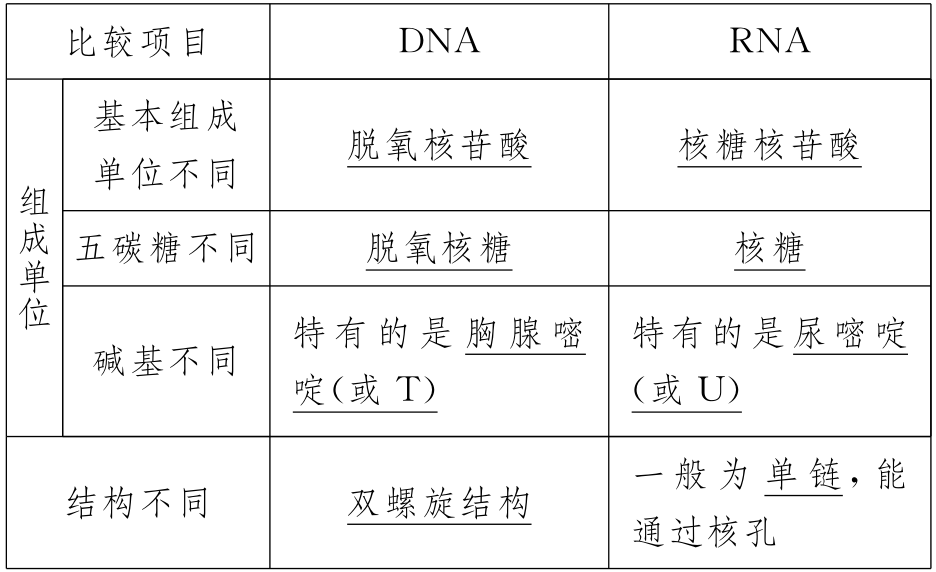 比较项目 DNA RNA
组成单位
基本组成
单位不同
脱氧核苷酸
核糖核苷酸
五碳糖不同 脱氧核糖 核糖
碱基不同
特有的是胸腺嘧
啶(或 T)
特有的是尿嘧啶
(或 U)
结构不同
双螺旋结构
一般为单链,能
通过核孔